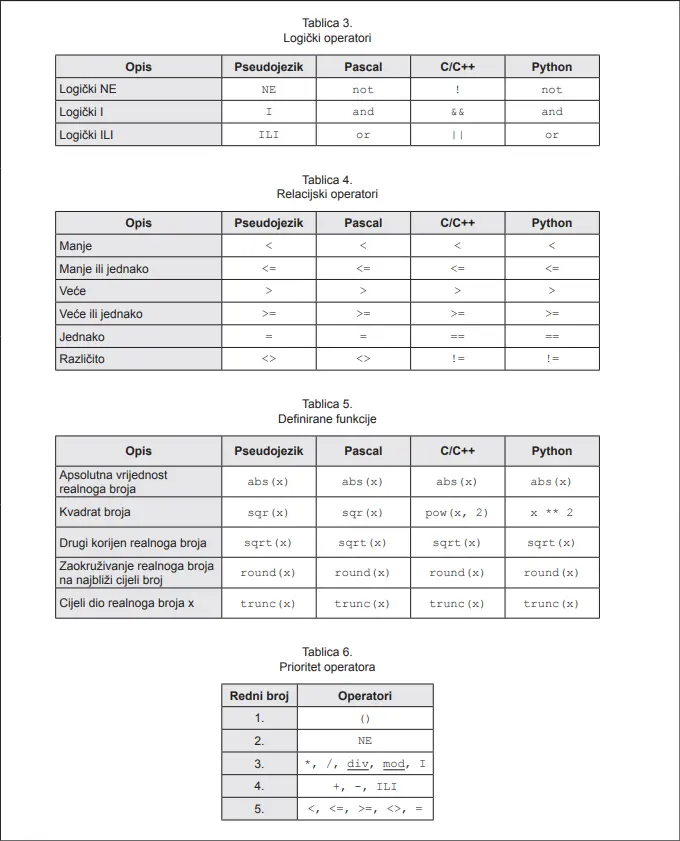 Tablica 3.
Logički operatori
Opis Pseudojezik Pascal C/C++ Python
Logički NE NE not ! not
Logički I I and && and
Logički ILI ILI or || or
Tablica 4.
Relacijski operatori
Opis Pseudojezik Pascal C/C++ Python
Manje < < < <
Manje ili jednako <= <= <= <=
Veće > > > >
Veće ili jednako >= >= >= >=
Jednako = = == ==
Različito <> <> != !=
Tablica 5.
Definirane funkcije
Opis Pseudojezik Pascal C/C++ Python
Apsolutna vrijednost
realnoga broja abs(x) abs(x) abs(x) abs(x)
Kvadrat broja sqr(x) sqr(x) pow(x, 2) x ** 2
Drugi korijen realnoga broja sqrt(x) sqrt(x) sqrt(x) sqrt(x)
Zaokruživanje realnoga broja
na najbliži cijeli broj round(x) round(x) round(x) round(x)
Cijeli dio realnoga broja x trunc(x) trunc(x) trunc(x) trunc(x)
Tablica 6.
Prioritet operatora
Redni broj Operatori
1. ()
2. NE
3. *, /, div, mod, I
4. +, -, ILI
5. <, <=, >=, <>, =